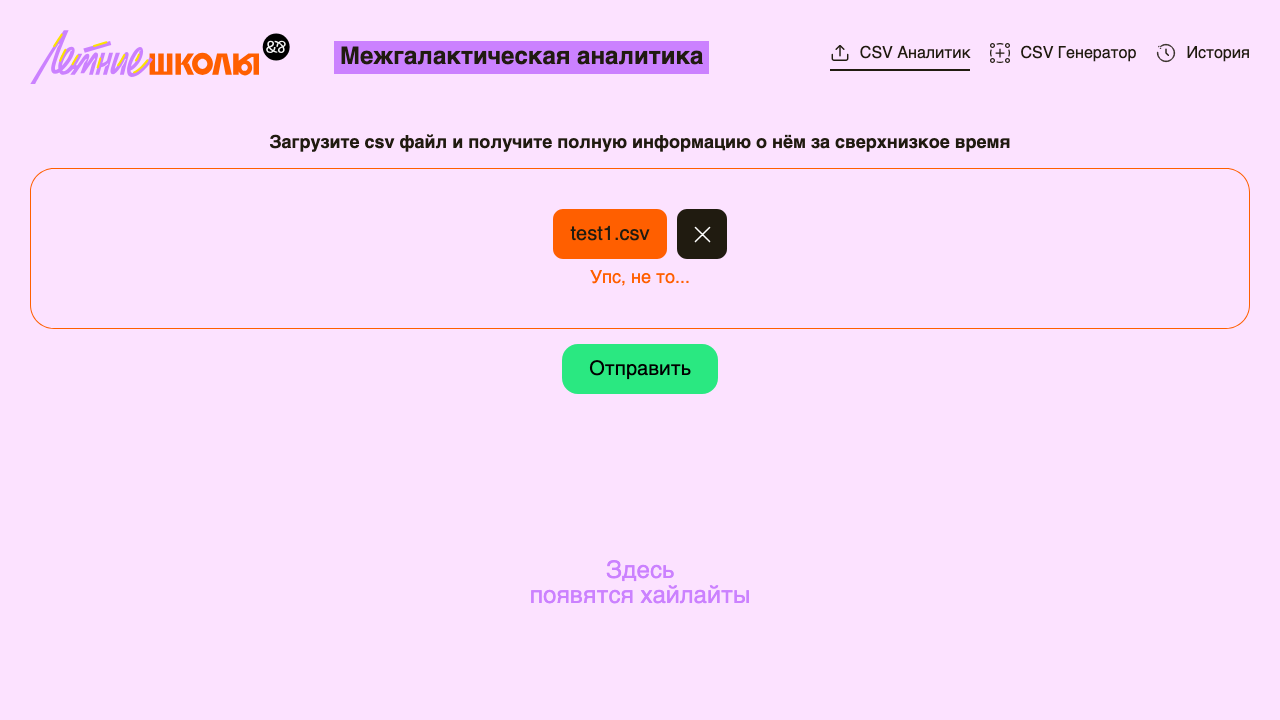 Летние школы
Межгалактическая аналитика
CSV Аналитик
CSV Генератор
История
Загрузите csv файл и получите полную информацию о нём за сверхнизкое время
test1.csv
Упс, не то...
Отправить
Здесь
появятся хайлайты